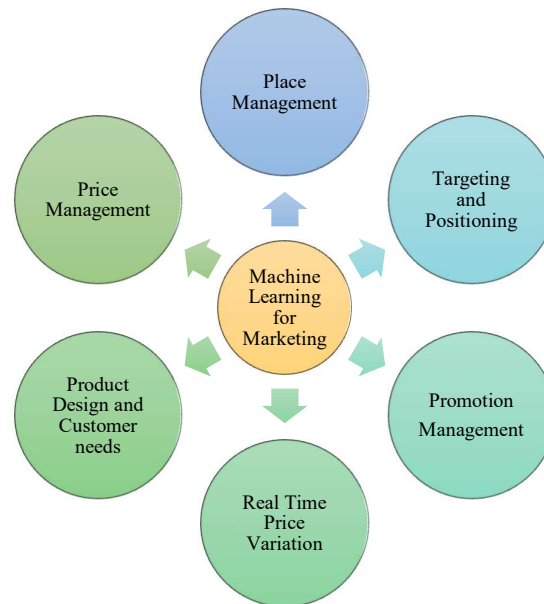 Place
Management
Targeting
and
Positioning
Promotion
Management
Real Time
Price
Variation
Product
Design and
Customer
needs
Price
Management
Machine
Learning
for
Marketing